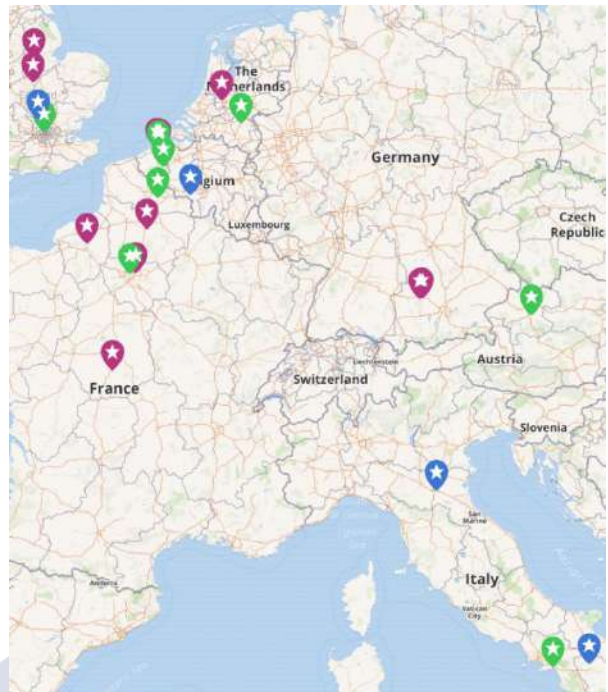 The
Netherlands
Germany
Belgium
Czech
Republic
Luxembourg
Austria
Liechtenstein
Switzerland
France
Slovenia
San
Marino
Andorra
Italy
Vatican
City